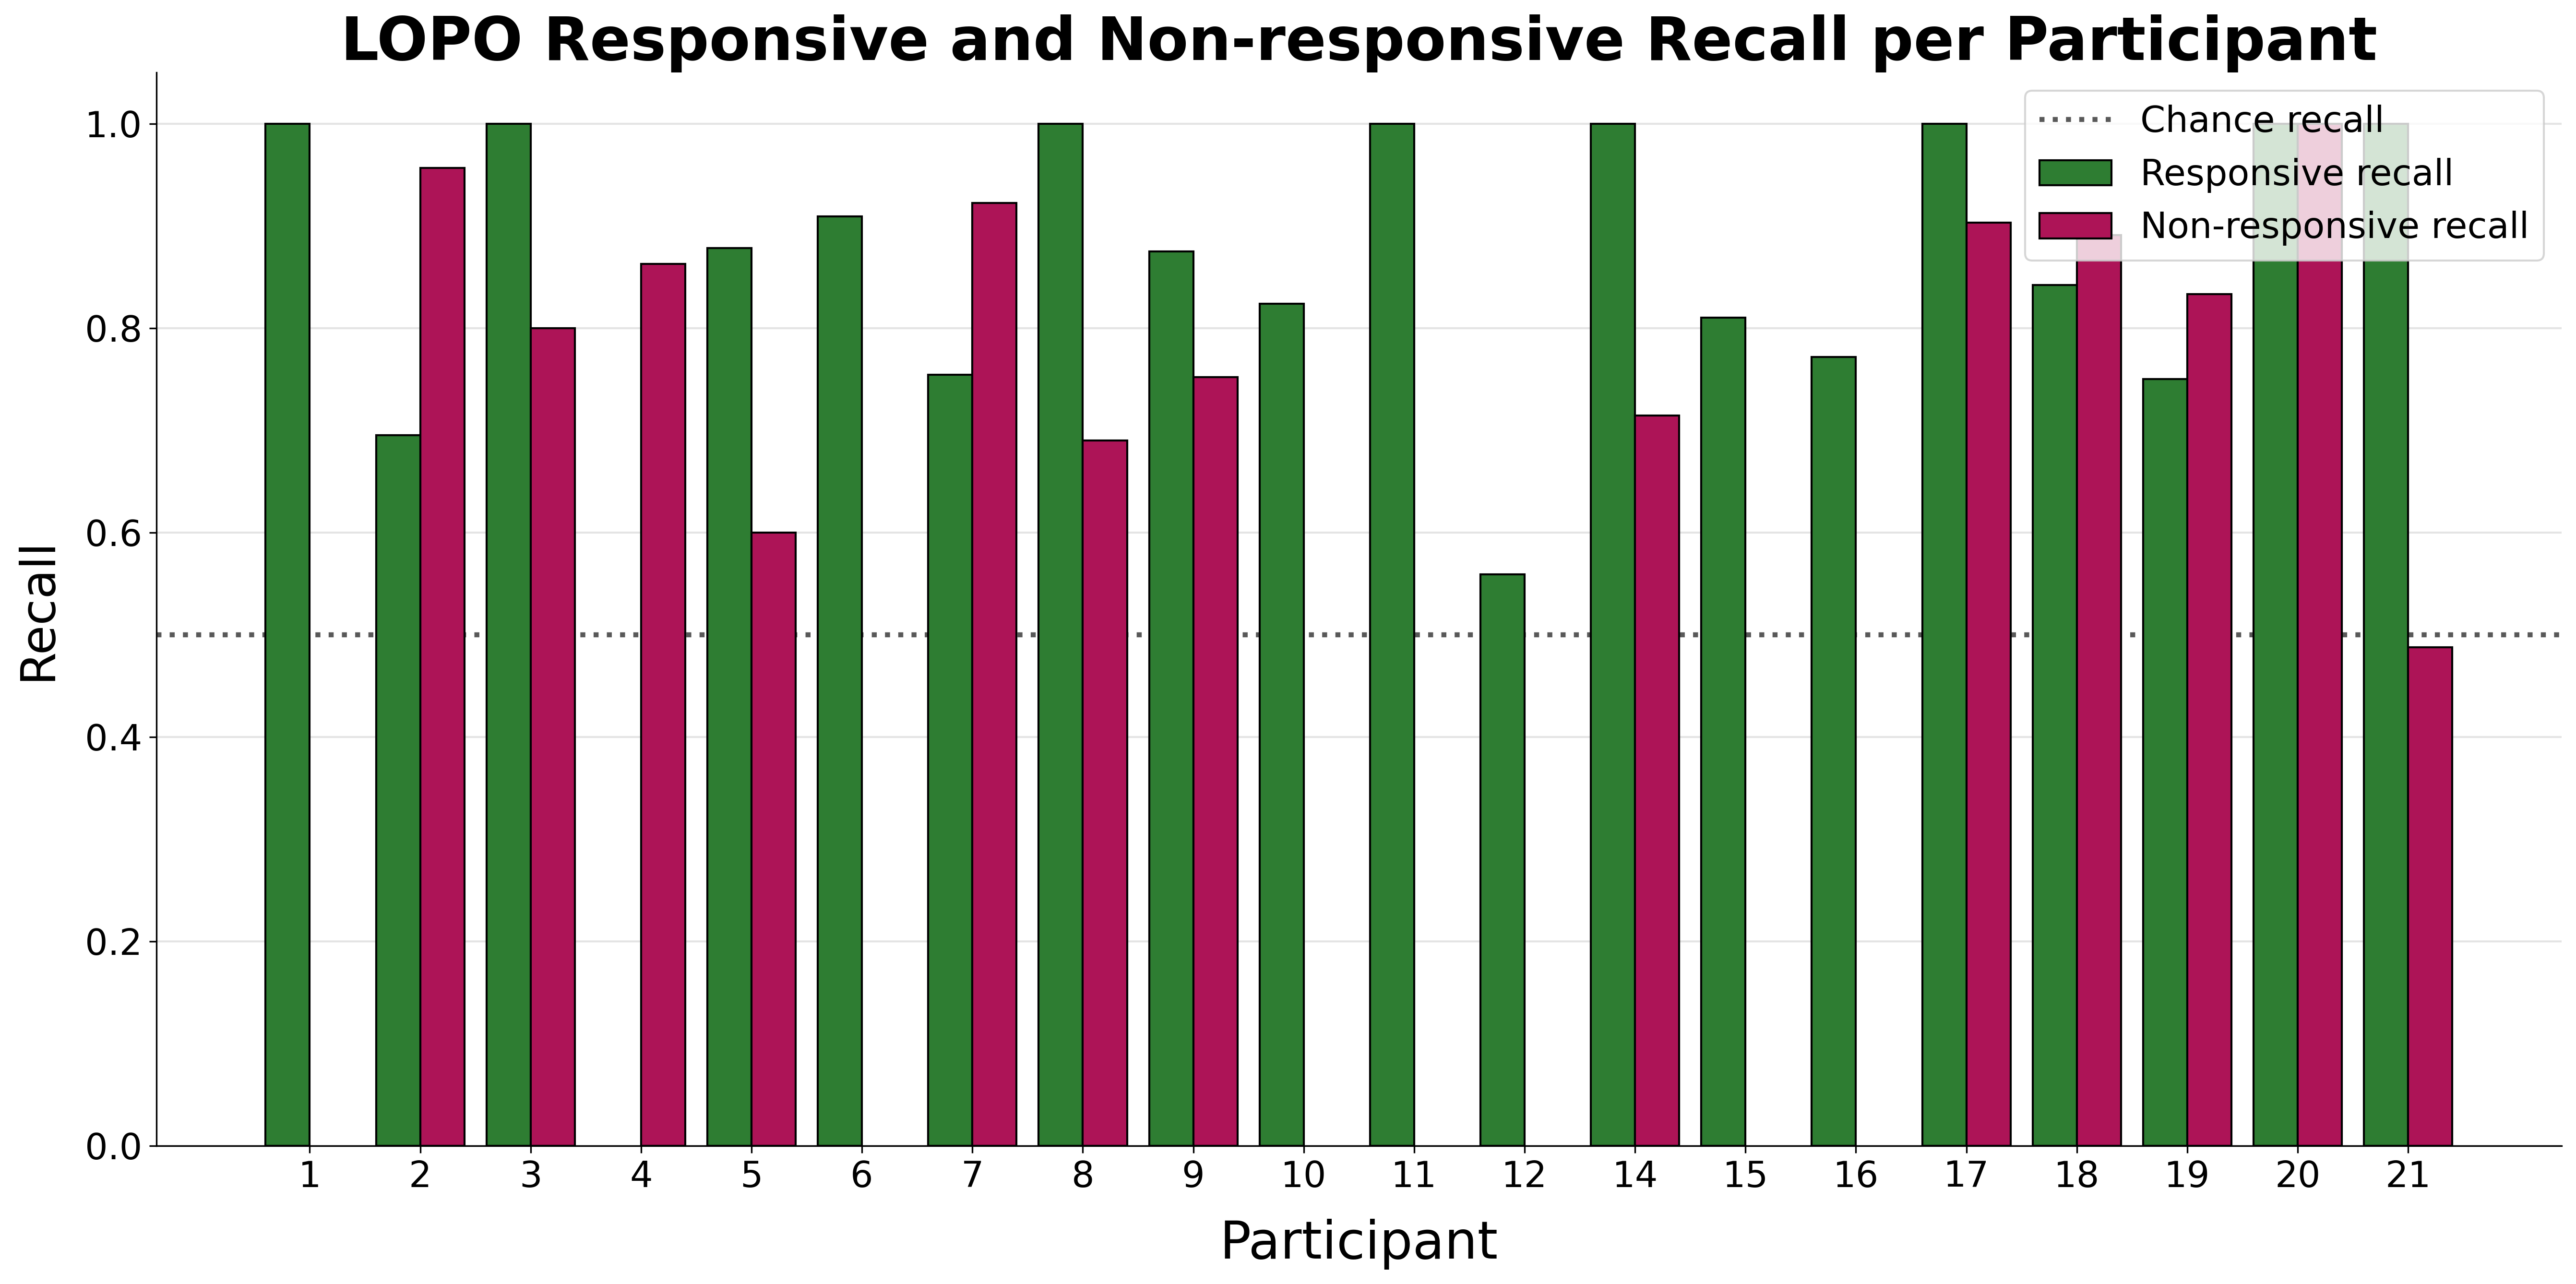 LOPO Responsive and Non-responsive Recall per Participant
Chance recall
Responsive recall
Non-responsive recall
Recall
1.0
0.8
0.6
0.4
0.2
0.0
1 2 3 4 5 6 7 8 9 10 11 12 14 15 16 17 18 19 20 21
Participant